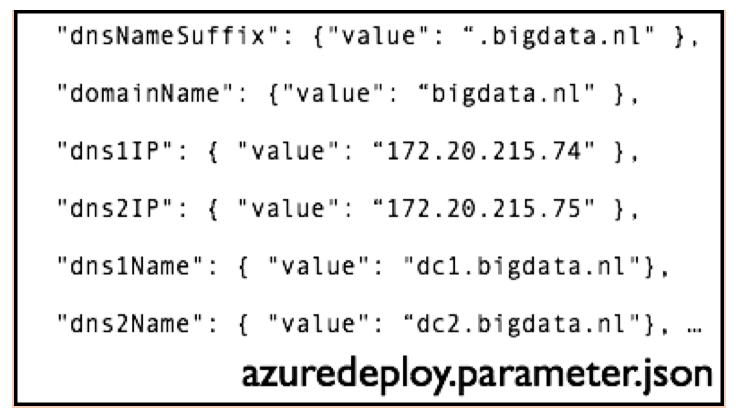 "dnsNameSuffix": {"value": “.bigdata.nl" },
"domainName": {"value": “bigdata.nl" },
"dns1IP": { "value": “172.20.215.74" },
"dns2IP": { "value": “172.20.215.75" },
"dns1Name": { "value": "dc1.bigdata.nl"},
"dns2Name": { "value": “dc2.bigdata.nl"}, …
azuredeploy.parameter.json